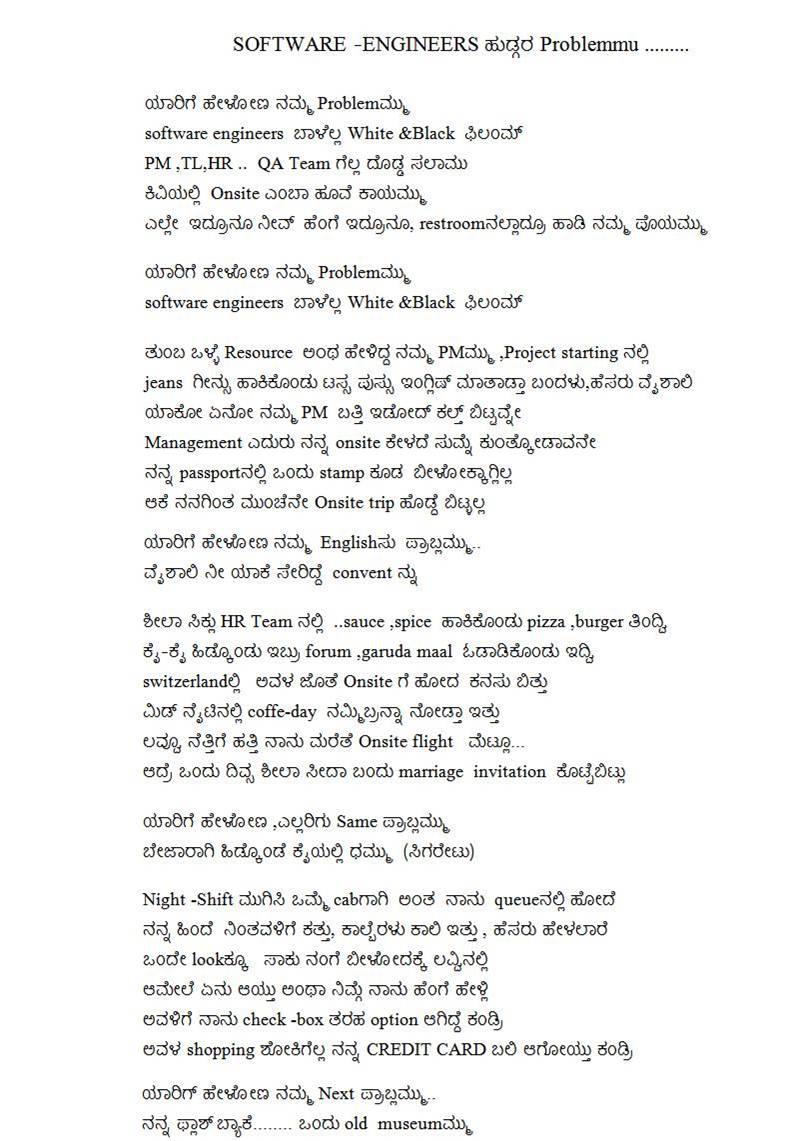 SOFTWARE -ENGINEERS ಹುಡ್ಗರ Problemmu .........
ಯಾರಿಗೆ ಹೇಳೋಣ ನಮ್ಮ Problemಮ್ಮು
software engineers ಬಾಳೆಲ್ಲ White &Black ಫಿಲಂಮ್
PM ,TL,HR .. QA Team ಗೆಲ್ಲ ದೊಡ್ಡ ಸಲಾಮು
ಕಿವಿಯಲ್ಲಿ Onsite ಎಂಬಾ ಹೂವೆ ಕಾಯಮ್ಮು
ಎಲ್ಲೇ ಇದ್ರೂನೂ ನೀವ್ ಹೆಂಗೆ ಇದ್ರೂನೂ, restroomನಲ್ಲಾದ್ರೂ ಹಾಡಿ ನಮ್ಮ ಪೊಯಮ್ಮು
ಯಾರಿಗೆ ಹೇಳೋಣ ನಮ್ಮ Problemಮ್ಮು
software engineers ಬಾಳೆಲ್ಲ White &Black ಫಿಲಂಮ್
ತುಂಬ ಒಳ್ಳೆ Resource ಅಂಥ ಹೇಳಿದ್ದ ನಮ್ಮ PMಮ್ಮು ,Project starting ನಲ್ಲಿ
jeans ಗೀನ್ಸು ಹಾಕಿಕೊಂಡು ಟಸ್ಸ ಪುಸ್ಸು ಇಂಗ್ಲಿಷ್ ಮಾತಾಡ್ತಾ ಬಂದಳು,ಹೆಸರು ವೈಶಾಲಿ
ಯಾಕೋ ಏನೋ ನಮ್ಮ PM ಬತ್ತಿ ಇಡೋದ್ ಕಲ್ತ್ ಬಿಟ್ಟವ್ನೇ
Management ಎದುರು ನನ್ನ onsite ಕೇಳದೆ ಸುಮ್ನೆ ಕುಂತ್ಕೋಡಾವನೇ
ನನ್ನ passportನಲ್ಲಿ ಒಂದು stamp ಕೂಡ ಬೀಳೋಕ್ಕಾಗ್ಲಿಲ್ಲ
ಆಕೆ ನನಗಿಂತ ಮುಂಚೆನೇ Onsite trip ಹೊಡ್ದೆ ಬಿಟ್ಳಲ್ಲ
ಯಾರಿಗೆ ಹೇಳೋಣ ನಮ್ಮ Englishಸು ಪ್ರಾಬ್ಲಮ್ಮು..
ವೈಶಾಲಿ ನೀ ಯಾಕೆ ಸೇರಿದ್ದೆ convent ನ್ನು
ಶೀಲಾ ಸಿಕ್ಲು HR Team ನಲ್ಲಿ ..sauce ,spice ಹಾಕಿಕೊಂಡು pizza ,burger ತಿಂದ್ವಿ
ಕೈ-ಕೈ ಹಿಡ್ಕೊಂಡು ಇಬ್ರು forum ,garuda maal ಓಡಾಡಿಕೊಂಡು ಇದ್ವಿ
switzerlandಲ್ಲಿ ಅವಳ ಜೊತೆ Onsite ಗೆ ಹೋದ ಕನಸು ಬಿತ್ತು
ಮಿಡ್ ನೈಟಿನಲ್ಲಿ coffe-day ನಮ್ಮಿಬ್ರನ್ನಾ ನೋಡ್ತಾ ಇತ್ತು
ಲವ್ವೂ ನೆತ್ತಿಗೆ ಹತ್ತಿ ನಾನು ಮರೆತೆ Onsite flight ಮೆಟ್ಲೂ...
ಆದ್ರೆ ಒಂದು ದಿವ್ಸ ಶೀಲಾ ಸೀದಾ ಬಂದು marriage invitation ಕೊಟ್ಟೆಬಿಟ್ಲು
ಯಾರಿಗೆ ಹೇಳೋಣ ,ಎಲ್ಲರಿಗು Same ಪ್ರಾಬ್ಲಮ್ಮು
ಬೇಜಾರಾಗಿ ಹಿಡ್ಕೊಂಡೆ ಕೈಯಲ್ಲಿ ಧಮ್ಮು (ಸಿಗರೇಟು)
Night -Shift ಮುಗಿಸಿ ಒಮ್ಮೆ cabಗಾಗಿ ಅಂತ ನಾನು queueನಲ್ಲಿ ಹೋದೆ
ನನ್ನ ಹಿಂದೆ ನಿಂತವಳಿಗೆ ಕತ್ತು, ಕಾಲ್ಬೆರಳು ಕಾಲಿ ಇತ್ತು , ಹೆಸರು ಹೇಳಲಾರೆ
ಒಂದೇ lookಕ್ಕೂ ಸಾಕು ನಂಗೆ ಬೀಳೋದಕ್ಕೆ ಲವ್ವಿನಲ್ಲಿ
ಆಮೇಲೆ ಏನು ಆಯ್ತು ಅಂಥಾ ನಿಮ್ಗೆ ನಾನು ಹೆಂಗೆ ಹೇಳ್ಲಿ
ಅವಳಿಗೆ ನಾನು check -box ತರಹ option ಆಗಿದ್ದೆ ಕಂಡ್ರಿ
ಅವಳ shopping ಶೋಕಿಗೆಲ್ಲ ನನ್ನ CREDIT CARD ಬಲಿ ಆಗೋಯ್ತು ಕಂಡ್ರಿ
ಯಾರಿಗ್ ಹೇಳೋಣ ನಮ್ಮ Next ಪ್ರಾಬ್ಲಮ್ಮು..
ನನ್ನ ಫ್ಲಾಶ್ ಬ್ಯಾಕೆ........ ಒಂದು old museumಮ್ಮು